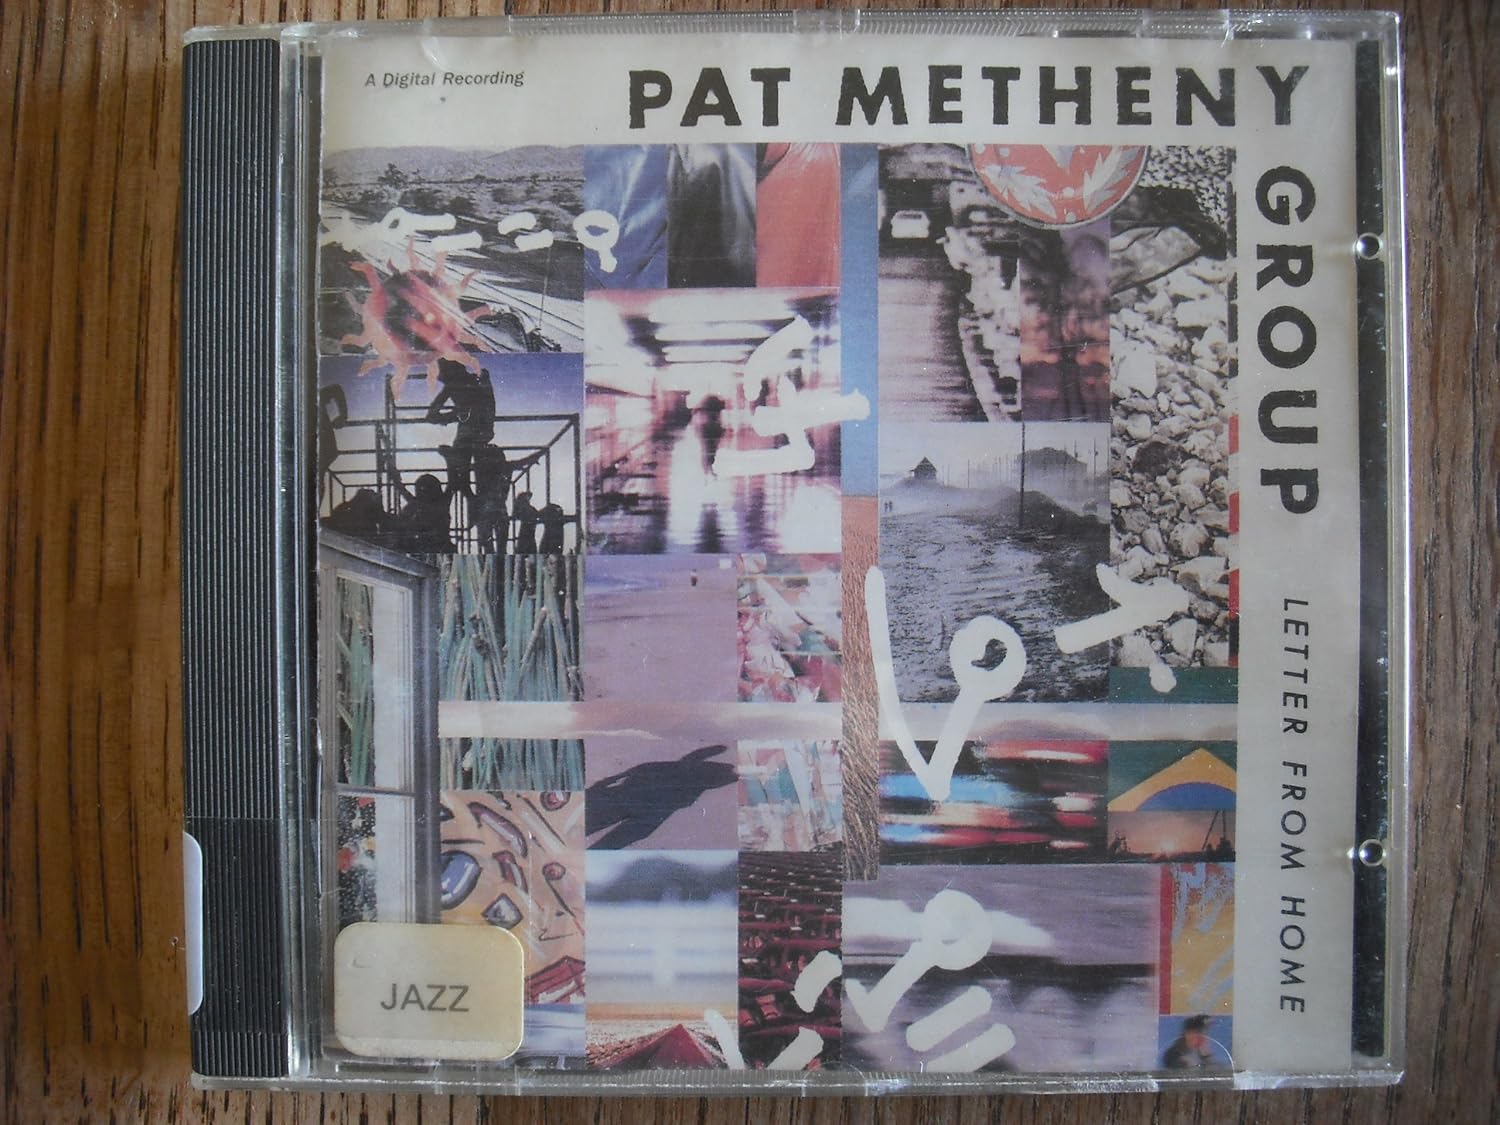 A Digital Recording
PAT METHENY
GROUP
LETTER FROM HOME
JAZZ